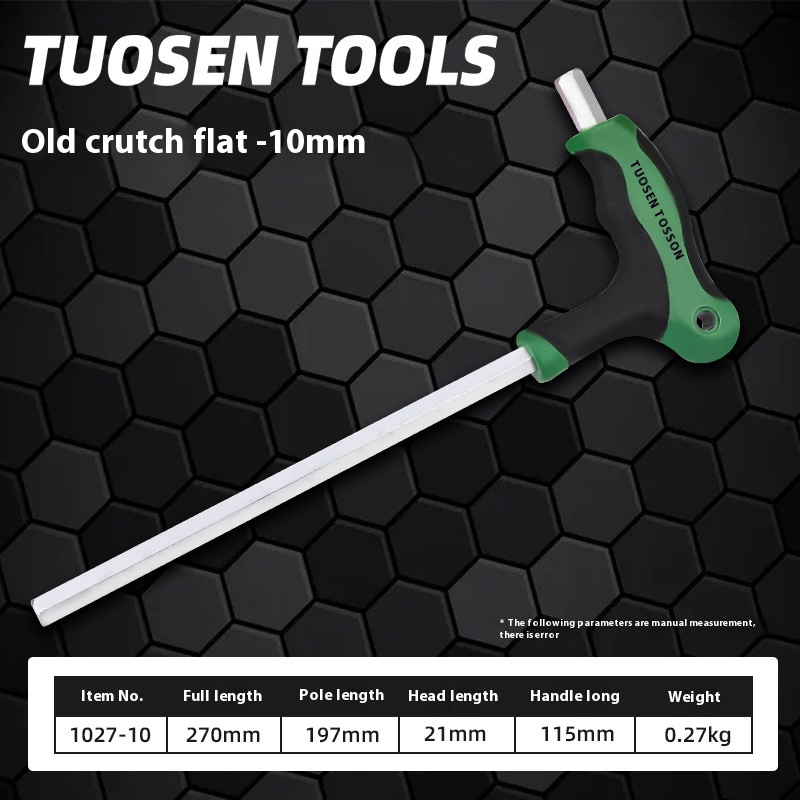 TUOSEN TOOLS
Old crutch flat -10mm
TUOSEN TOSSON
* The following parameters are manual measurement,
there is error
Item No. Full length Pole length Head length Handle long Weight
1027-10 270mm 197mm 21mm 115mm 0.27kg